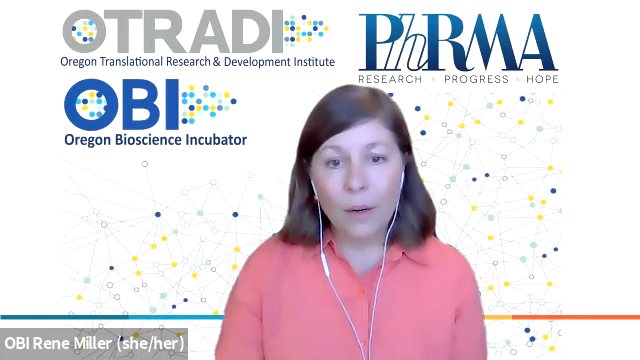 OTRADI
Oregon Translational Research & Development Institute
PhRMA
RESEARCH • PROGRESS • HOPE
OBI
Oregon Bioscience Incubator
OBI Rene Miller (she/her)